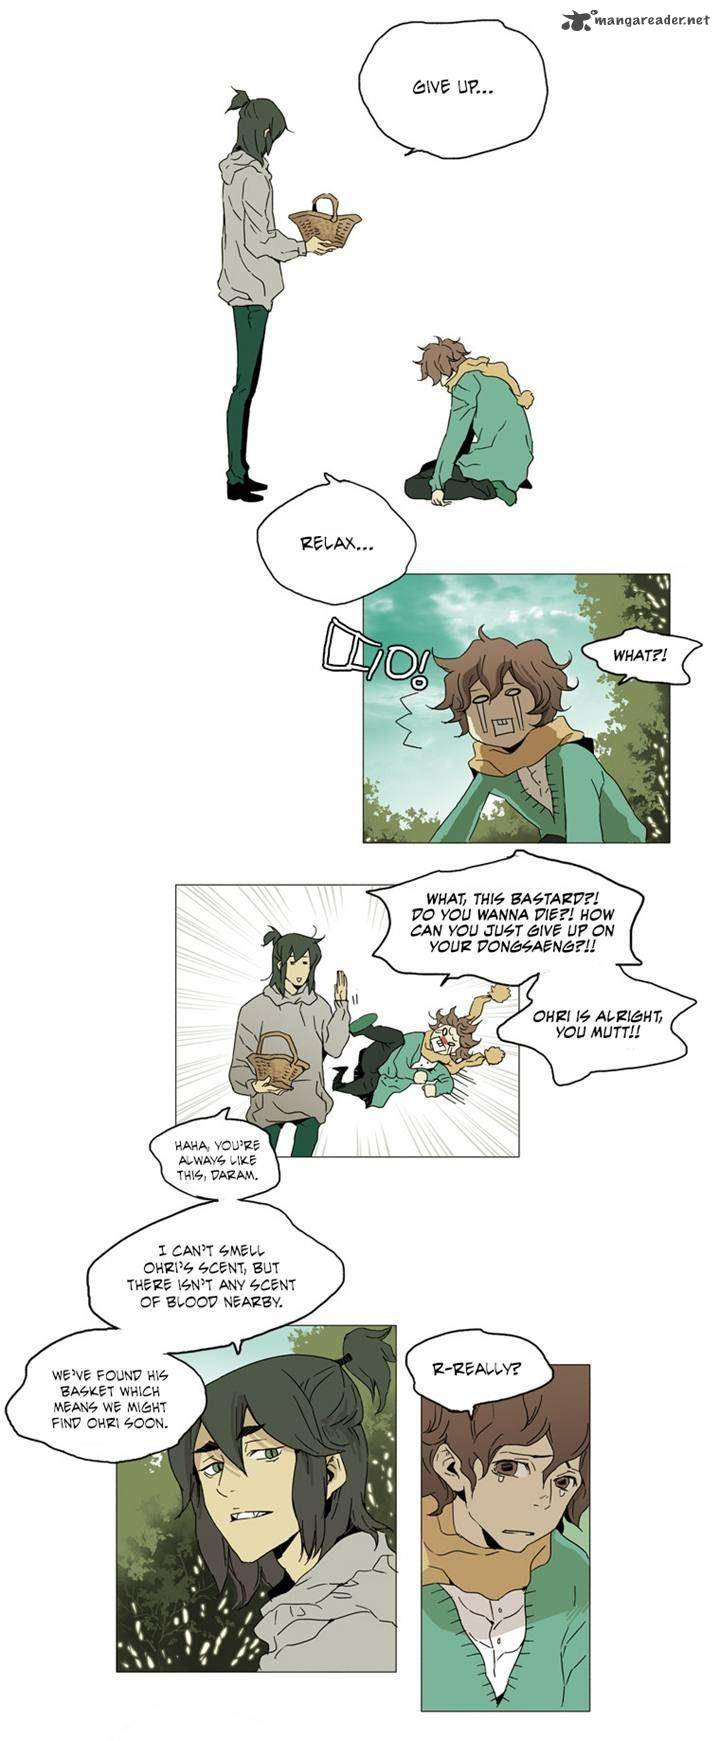 mangareader.net
GIVE UP...
RELAX...
WHAT?!
WHAT, THIS BASTARD?!
DO YOU WANNA DIE?! HOW
CAN YOU JUST GIVE UP ON
YOUR DONGSAENG?!!
OHRI IS ALRIGHT,
YOU MUTT!!
HAHA, YOU'RE
ALWAYS LIKE
THIS, DARAM.
I CAN'T SMELL
OHRI'S SCENT, BUT
THERE ISN'T ANY SCENT
OF BLOOD NEARBY.
WE'VE FOUND HIS
BASKET WHICH
MEANS WE MIGHT
FIND OHRI SOON.
R-REALLY?